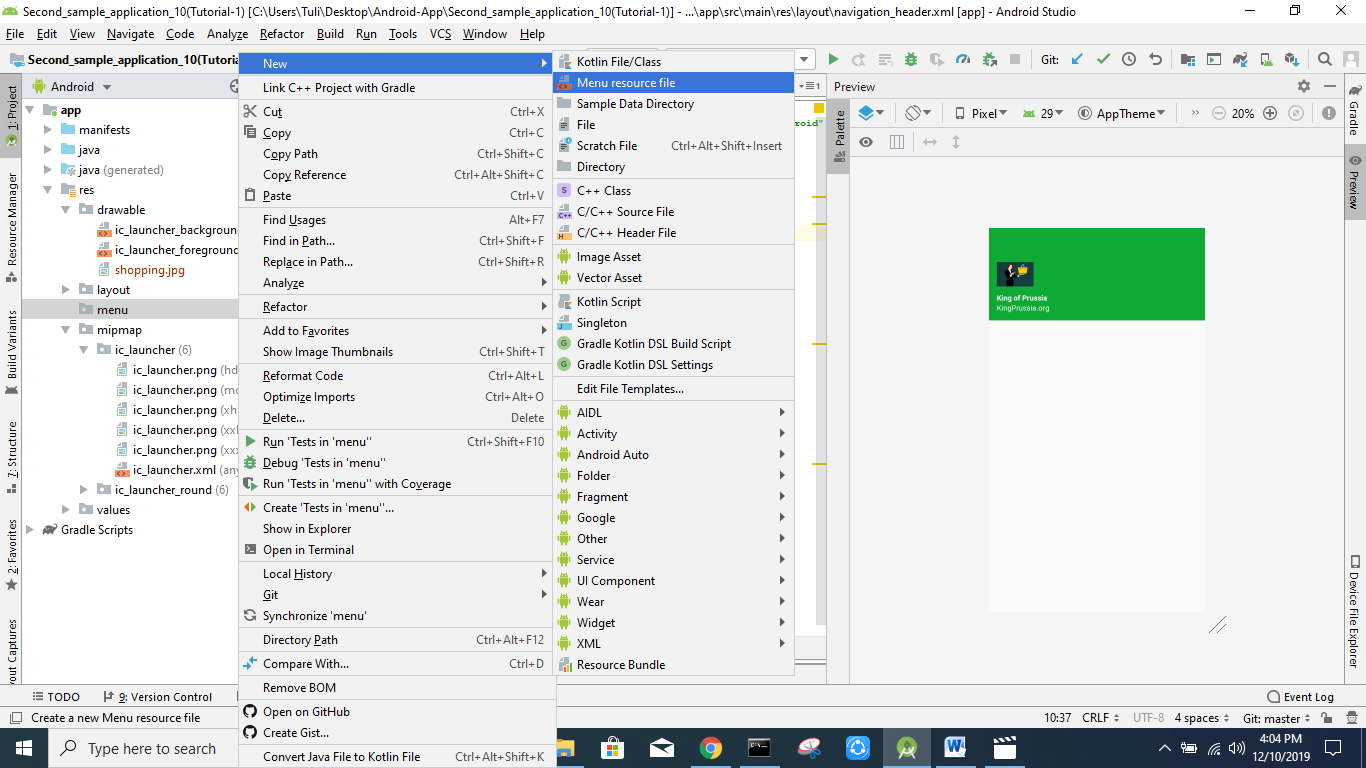 Second_sample_application_10(Tutorial-1) [C:\Users\Tuli\Desktop\Android-App\Second_sample_application_10(Tutorial-1)] - ...\app\src\main\res\layout\navigation_header.xml [app] - Android Studio
File Edit View Navigate Code Analyze Refactor Build Run Tools VCS Window Help
Second_sample_application_10(Tutoria
Git:
1: Project
Resource Manager
Build Variants
7: Structure
2: Favorites
yout Captures
Android
app
manifests
java
java (generated)
res
drawable
ic_launcher_background
ic_launcher_foreground
shopping.jpg
layout
menu
mipmap
ic_launcher (6)
ic_launcher.png (hd
ic_launcher.png (md
ic_launcher.png (xh
ic_launcher.png (xx
ic_launcher.png (xxx
ic_launcher.xml (any
ic_launcher_round (6)
values
Gradle Scripts
New
Link C++ Project with Gradle
Cut Ctrl+X
Copy Ctrl+C
Copy Path Ctrl+Shift+C
Copy Reference Ctrl+Alt+Shift+C
Paste Ctrl+V
Find Usages Alt+F7
Find in Path... Ctrl+Shift+F
Replace in Path... Ctrl+Shift+R
Analyze
Refactor
Add to Favorites
Show Image Thumbnails Ctrl+Shift+T
Reformat Code Ctrl+Alt+L
Optimize Imports Ctrl+Alt+O
Delete... Delete
Run 'Tests in 'menu'' Ctrl+Shift+F10
Debug 'Tests in 'menu''
Run 'Tests in 'menu'' with Coverage
Create 'Tests in 'menu''...
Show in Explorer
Open in Terminal
Local History
Git
Synchronize 'menu'
Directory Path Ctrl+Alt+F12
Compare With... Ctrl+D
Remove BOM
Open on GitHub
Create Gist...
Convert Java File to Kotlin File Ctrl+Alt+Shift+K
Kotlin File/Class
Menu resource file
Sample Data Directory
File
Scratch File Ctrl+Alt+Shift+Insert
Directory
C++ Class
C/C++ Source File
C/C++ Header File
Image Asset
Vector Asset
Kotlin Script
Singleton
Gradle Kotlin DSL Build Script
Gradle Kotlin DSL Settings
Edit File Templates...
AIDL
Activity
Android Auto
Folder
Fragment
Google
Other
Service
UI Component
Wear
Widget
XML
Resource Bundle
1
roid"
Palette
Preview
Pixel 29 AppTheme 20%
King of Prussia
KingPrussia.org
Gradle
Preview
Device File Explorer
TODO 9: Version Control
Event Log
Create a new Menu resource file
10:37 CRLF UTF-8 4 spaces Git: master
Type here to search
4:04 PM
12/10/2019